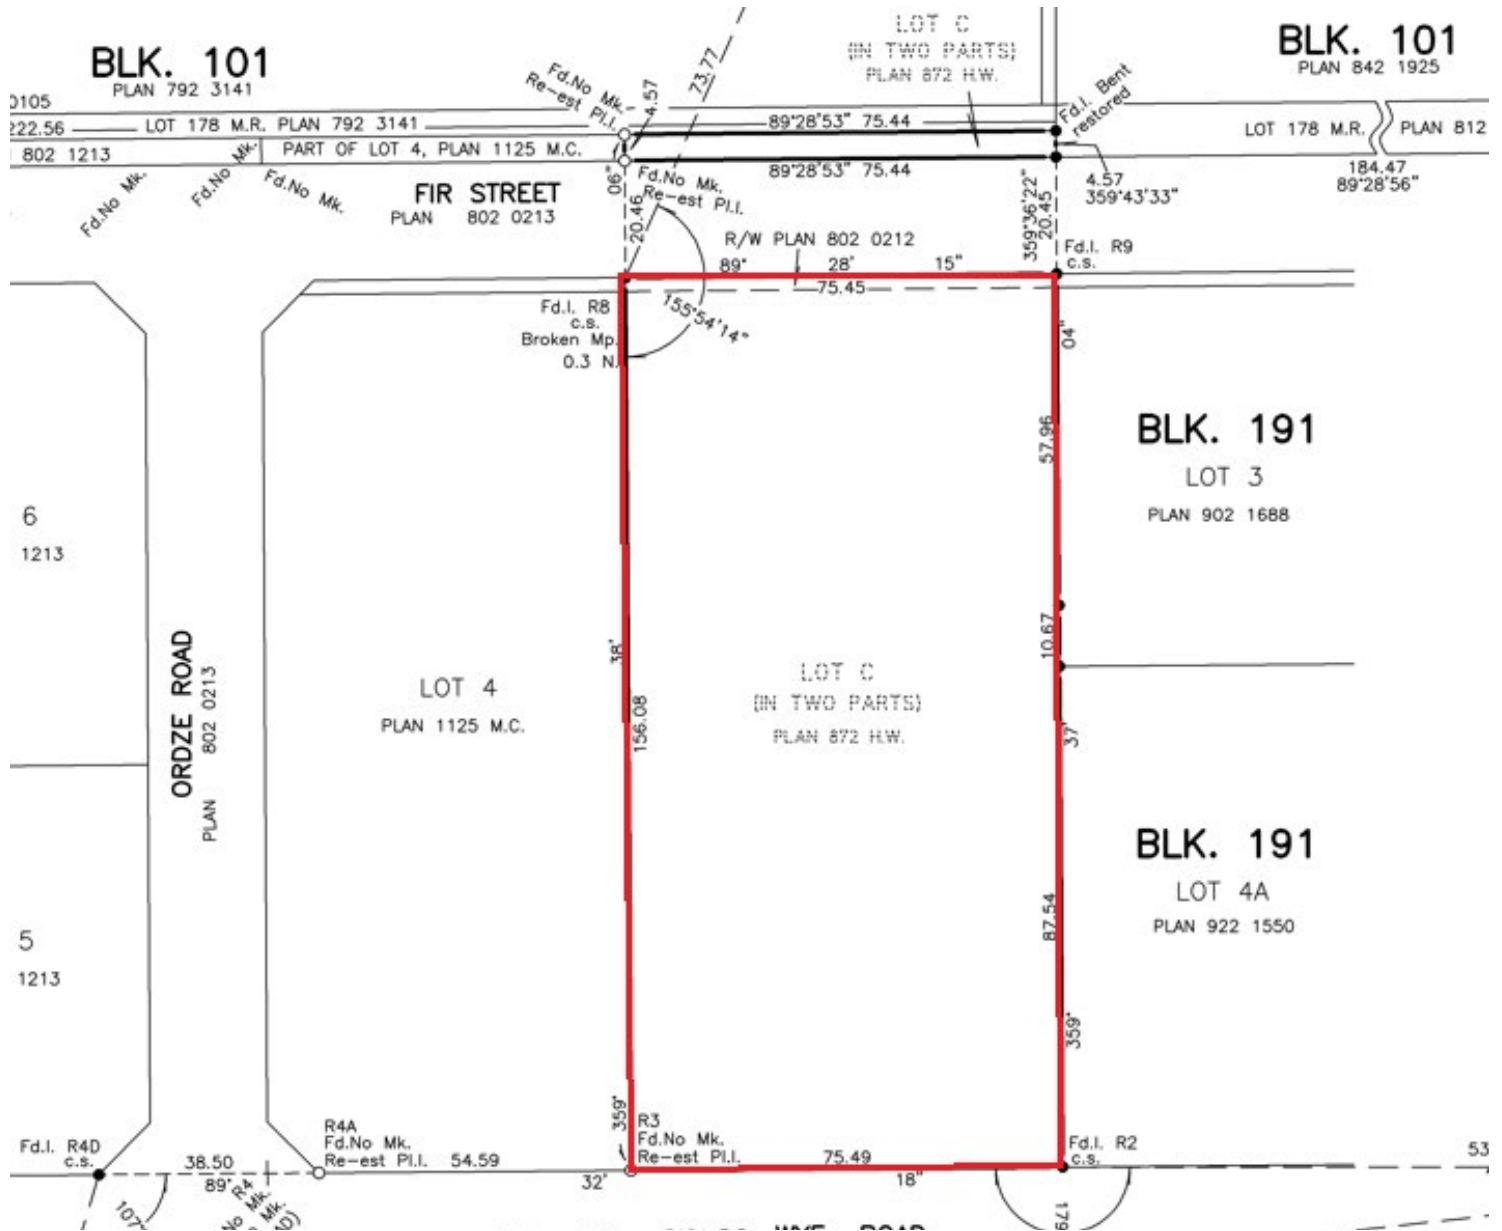 BLK. 101
PLAN 792 3141
LOT C
(IN TWO PARTS)
PLAN 872 H.W.
BLK. 101
PLAN 842 1925
0105
222.56
LOT 178 M.R. PLAN 792 3141
802 1213
PART OF LOT 4, PLAN 1125 M.C.
Fd.No Mk.
Re-est Pl.I.
4.57
73.77
89°28'53" 75.44
Fd.I. Bent
restored
LOT 178 M.R.
PLAN 812
89°28'53" 75.44
4.57
359°43'33"
184.47
89°28'56"
Fd.No Mk.
Fd.No Mk.
Fd.No Mk.
FIR STREET
PLAN 802 0213
06"
20.46
Fd.No Mk.
Re-est Pl.I.
359°36'22"
20.45
R/W PLAN 802 0212
Fd.I. R9
c.s.
89° 28' 15"
75.45
Fd.I. R8
c.s.
Broken Mp.
0.3 N.
155°54'14"
04"
57.96
BLK. 191
LOT 3
PLAN 902 1688
6
1213
10.67
38'
156.08
ORDZE ROAD
PLAN 802 0213
LOT 4
PLAN 1125 M.C.
LOT C
(IN TWO PARTS)
PLAN 872 H.W.
37'
BLK. 191
LOT 4A
PLAN 922 1550
87.54
5
1213
359°
359°
R3
Fd.No Mk.
Re-est Pl.I.
R4A
Fd.No Mk.
Re-est Pl.I.
54.59
Fd.I. R4D
c.s.
38.50
89°
R4
No Mk.
Mk.
32'
75.49
18"
Fd.I. R2
c.s.
53
107°
179
WYE ROAD